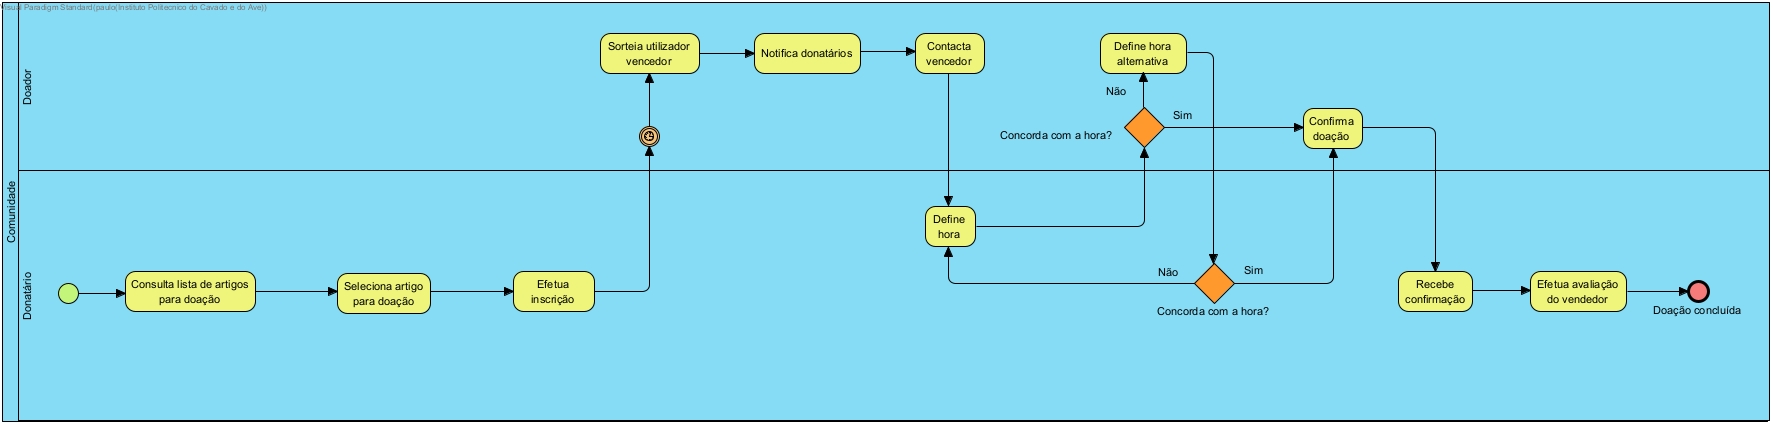 Visual Paradigm Standard(paulo(Instituto Politecnico do Cavado e do Ave))
Comunidade
Doador
Sorteia utilizador
vencedor
Notifica donatários
Contacta
vencedor
Define hora
alternativa
Não
Sim
Concorda com a hora?
Confirma
doação
Donatário
Define
hora
Consulta lista de artigos
para doação
Seleciona artigo
para doação
Efetua
inscrição
Não
Sim
Concorda com a hora?
Recebe
confirmação
Efetua avaliação
do vendedor
Doação concluída